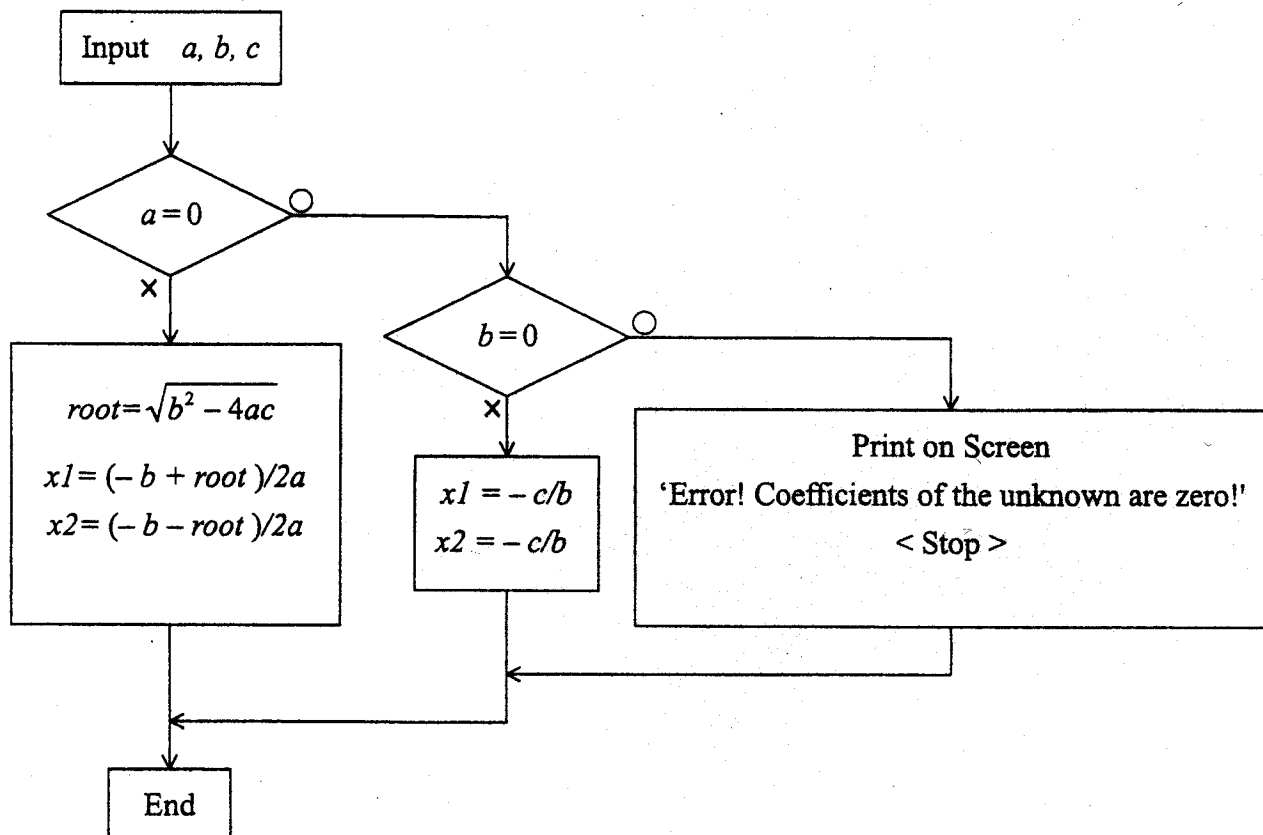 Input a, b, c
a=0
○
×
b=0
○
×
root=√b² – 4ac
x1= (– b + root )/2a
x2= (– b – root )/2a
x1 = – c/b
x2 = – c/b
Print on Screen
‘Error! Coefficients of the unknown are zero!'
< Stop >
End